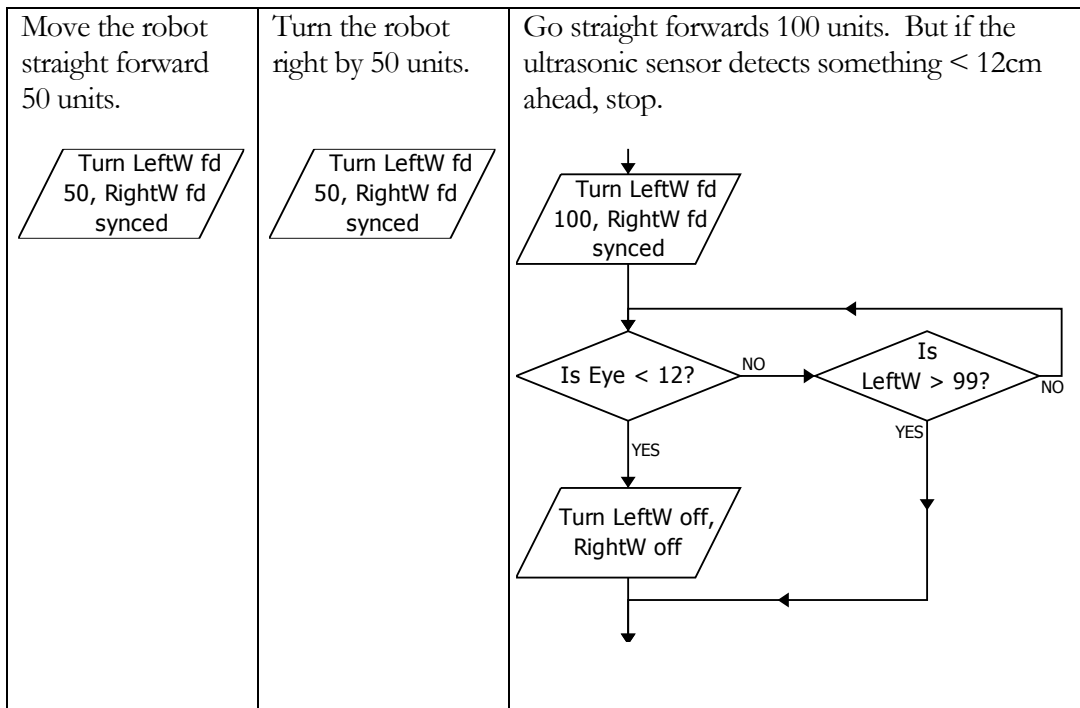 Move the robot
straight forward
50 units.
Turn LeftW fd
50, RightW fd
synced
Turn the robot
right by 50 units.
Turn LeftW fd
50, RightW fd
synced
Go straight forwards 100 units. But if the
ultrasonic sensor detects something < 12cm
ahead, stop.
Turn LeftW fd
100, RightW fd
synced
Is Eye < 12?
NO
Is
LeftW > 99?
NO
YES
YES
Turn LeftW off,
RightW off